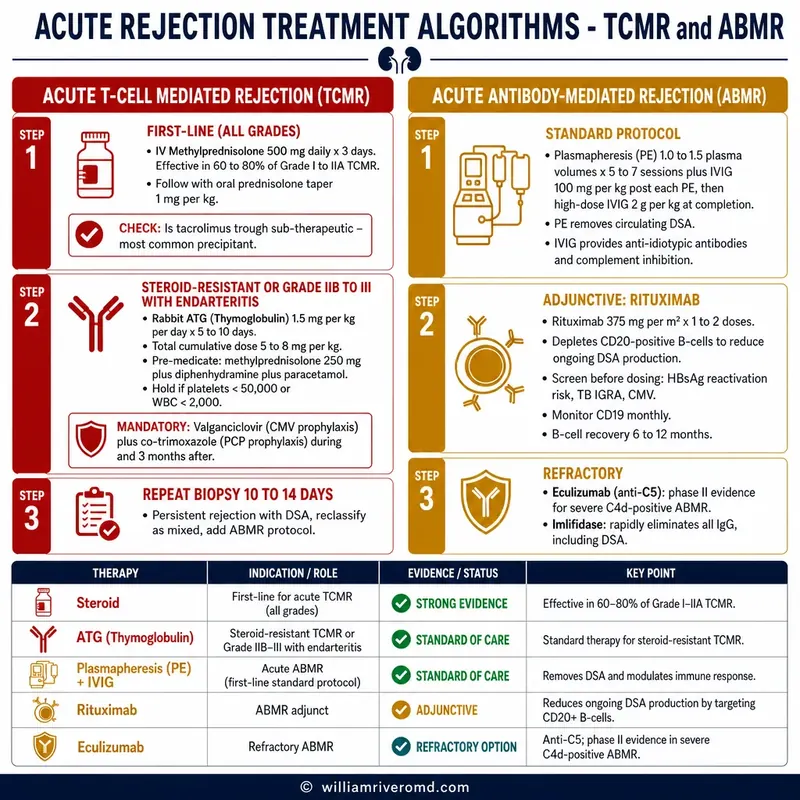 ACUTE REJECTION TREATMENT ALGORITHMS - TCMR and ABMR
ACUTE T-CELL MEDIATED REJECTION (TCMR)
STEP
1
FIRST-LINE (ALL GRADES)
• IV Methylprednisolone 500 mg daily x 3 days.
Effective in 60 to 80% of Grade I to IIA TCMR.
• Follow with oral prednisolone taper
1 mg per kg.
CHECK: Is tacrolimus trough sub-therapeutic –
most common precipitant.
STEP
2
STEROID-RESISTANT OR GRADE IIB TO III
WITH ENDARTERITIS
• Rabbit ATG (Thymoglobulin) 1.5 mg per kg
per day x 5 to 10 days.
• Total cumulative dose 5 to 8 mg per kg.
• Pre-medicate: methylprednisolone 250 mg
plus diphenhydramine plus paracetamol.
• Hold if platelets < 50,000 or
WBC < 2,000.
MANDATORY: Valganciclovir (CMV prophylaxis)
plus co-trimoxazole (PCP prophylaxis) during
and 3 months after.
STEP
3
REPEAT BIOPSY 10 TO 14 DAYS
• Persistent rejection with DSA, reclassify
as mixed, add ABMR protocol.
ACUTE ANTIBODY-MEDIATED REJECTION (ABMR)
STEP
1
STANDARD PROTOCOL
• Plasmapheresis (PE) 1.0 to 1.5 plasma
volumes x 5 to 7 sessions plus IVIG
100 mg per kg post each PE, then
high-dose IVIG 2 g per kg at completion.
• PE removes circulating DSA.
• IVIG provides anti-idiotypic antibodies
and complement inhibition.
STEP
2
ADJUNCTIVE: RITUXIMAB
• Rituximab 375 mg per m² x 1 to 2 doses.
• Depletes CD20-positive B-cells to reduce
ongoing DSA production.
• Screen before dosing: HBsAg reactivation
risk, TB IGRA, CMV.
• Monitor CD19 monthly.
• B-cell recovery 6 to 12 months.
STEP
3
REFRACTORY
• Eculizumab (anti-C5): phase II evidence
for severe C4d-positive ABMR.
• Imlifidase: rapidly eliminates all IgG,
including DSA.
THERAPY INDICATION / ROLE EVIDENCE / STATUS KEY POINT
Steroid First-line for acute TCMR (all grades) STRONG EVIDENCE Effective in 60–80% of Grade I–IIA TCMR.
ATG (Thymoglobulin) Steroid-resistant TCMR or Grade IIB–III with endarteritis STANDARD OF CARE Standard therapy for steroid-resistant TCMR.
Plasmapheresis (PE) + IVIG Acute ABMR (first-line standard protocol) STANDARD OF CARE Removes DSA and modulates immune response.
Rituximab ABMR adjunct ADJUNCTIVE Reduces ongoing DSA production by targeting CD20+ B-cells.
Eculizumab Refractory ABMR REFRACTORY OPTION Anti-C5; phase II evidence in severe C4d-positive ABMR.
© williamriveromd.com